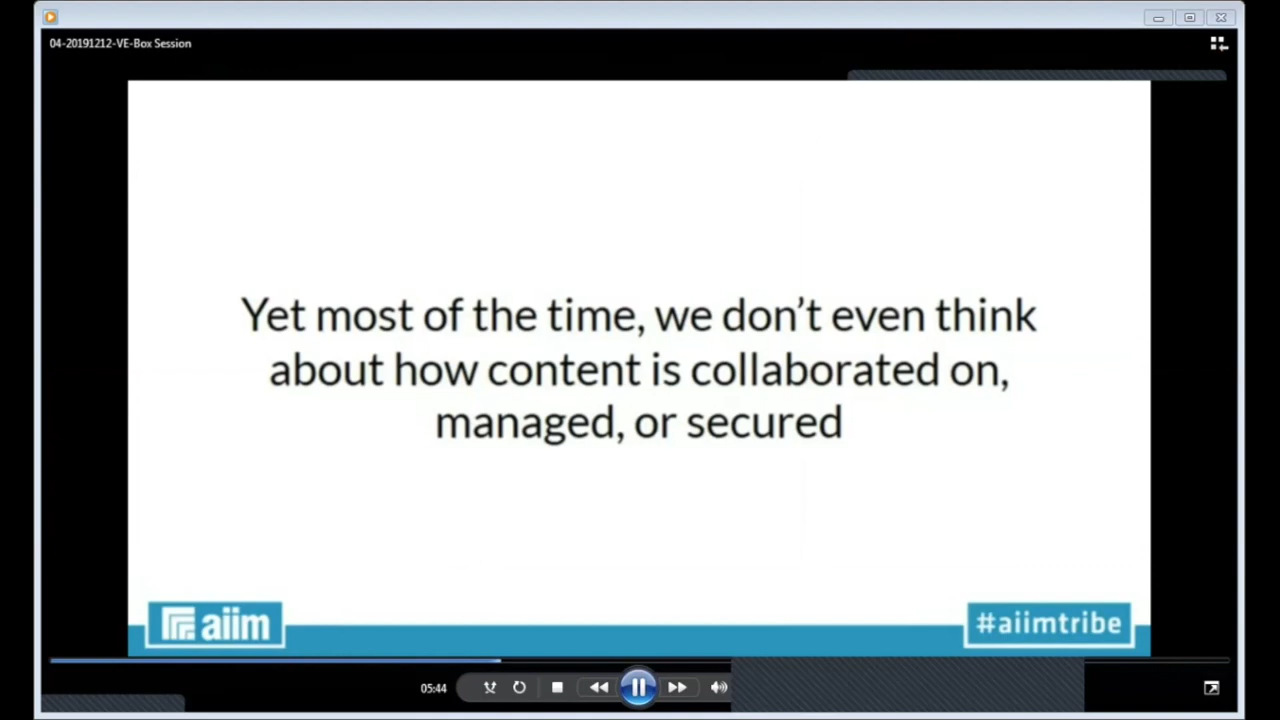 04-20191212-VE-Box Session
Yet most of the time, we don’t even think
about how content is collaborated on,
managed, or secured
aiim
#aiimtribe
05:44